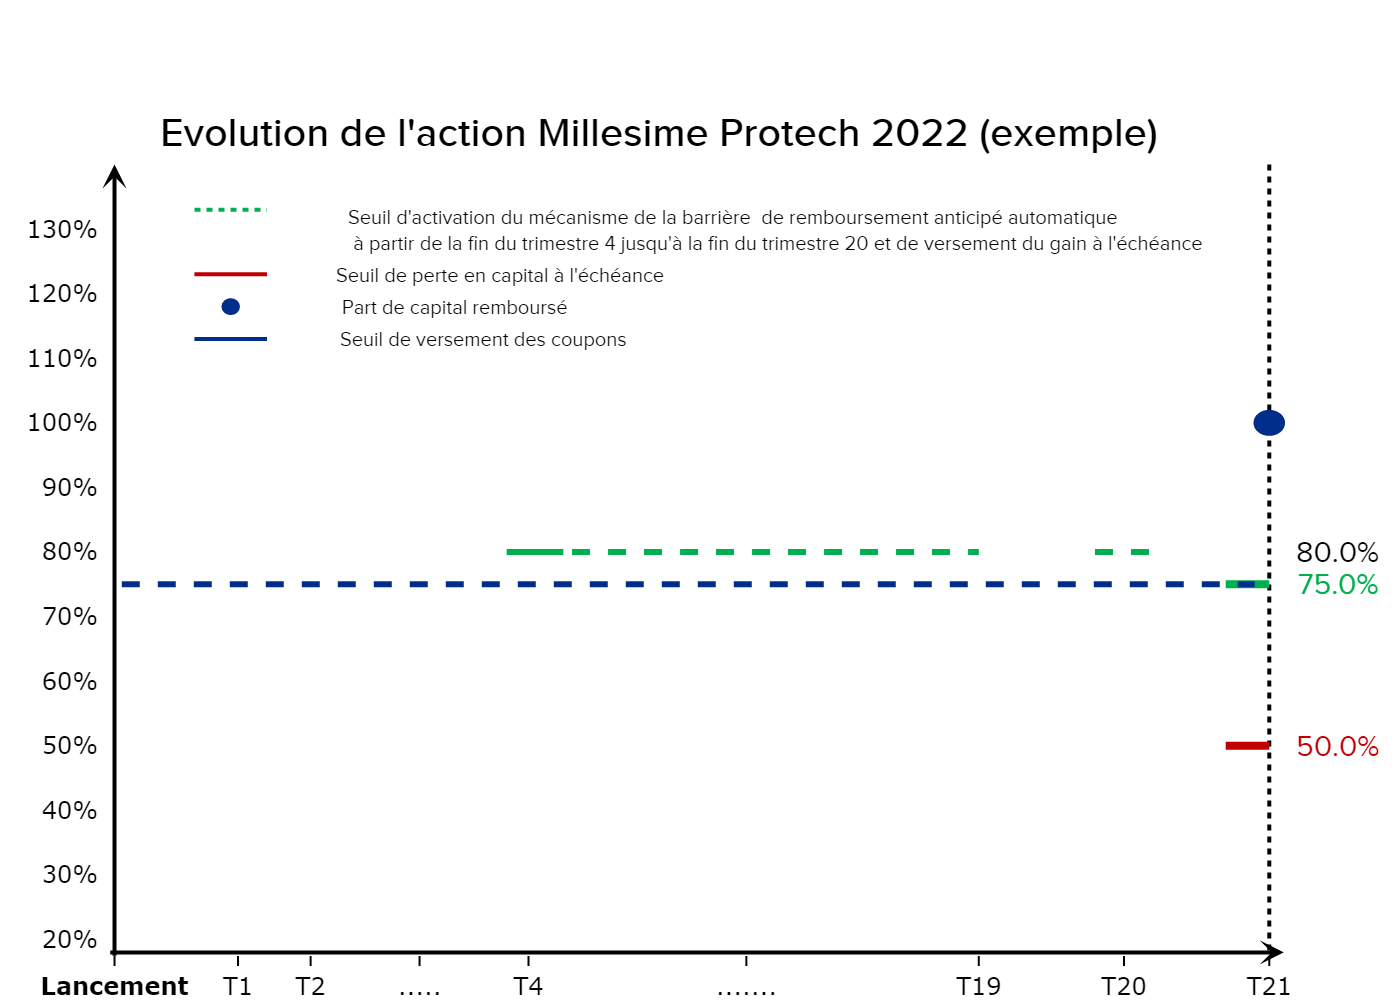 Evolution de l'action Millesime Protech 2022 (exemple)
Seuil d'activation du mécanisme de la barrière  de remboursement anticipé automatique
à partir de la fin du trimestre 4 jusqu'à la fin du trimestre 20 et de versement du gain à l'échéance
Seuil de perte en capital à l'échéance
Part de capital remboursé
Seuil de versement des coupons
130%
120%
110%
100%
90%
80%
70%
60%
50%
40%
30%
20%
80.0%
75.0%
50.0%
Lancement T1 T2 ..... T4 ....... T19 T20 T21